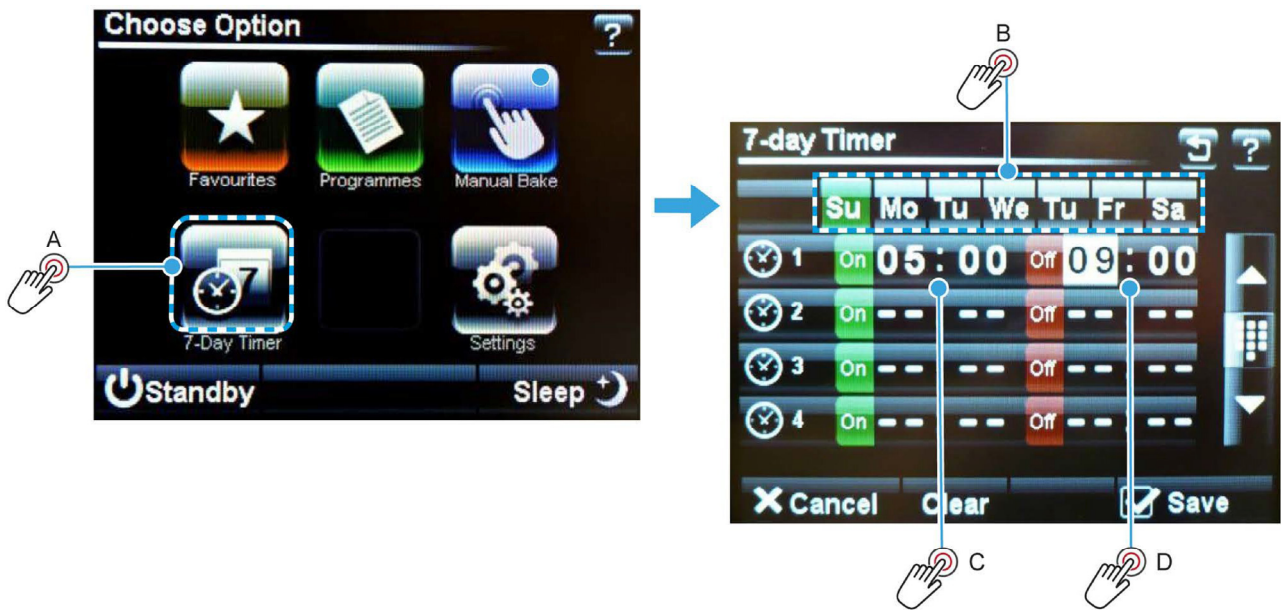 A
Choose Option
?
Favourites
Programmes
Manual Bake
7
7-Day Timer
Settings
Standby
Sleep
B
7-day Timer
?
Su Mo Tu We Tu Fr Sa
1 On 05:00 Off 09:00
2 On -- -- Off -- --
3 On -- -- Off -- --
4 On -- -- Off -- : --
Cancel Clear Save
C
D